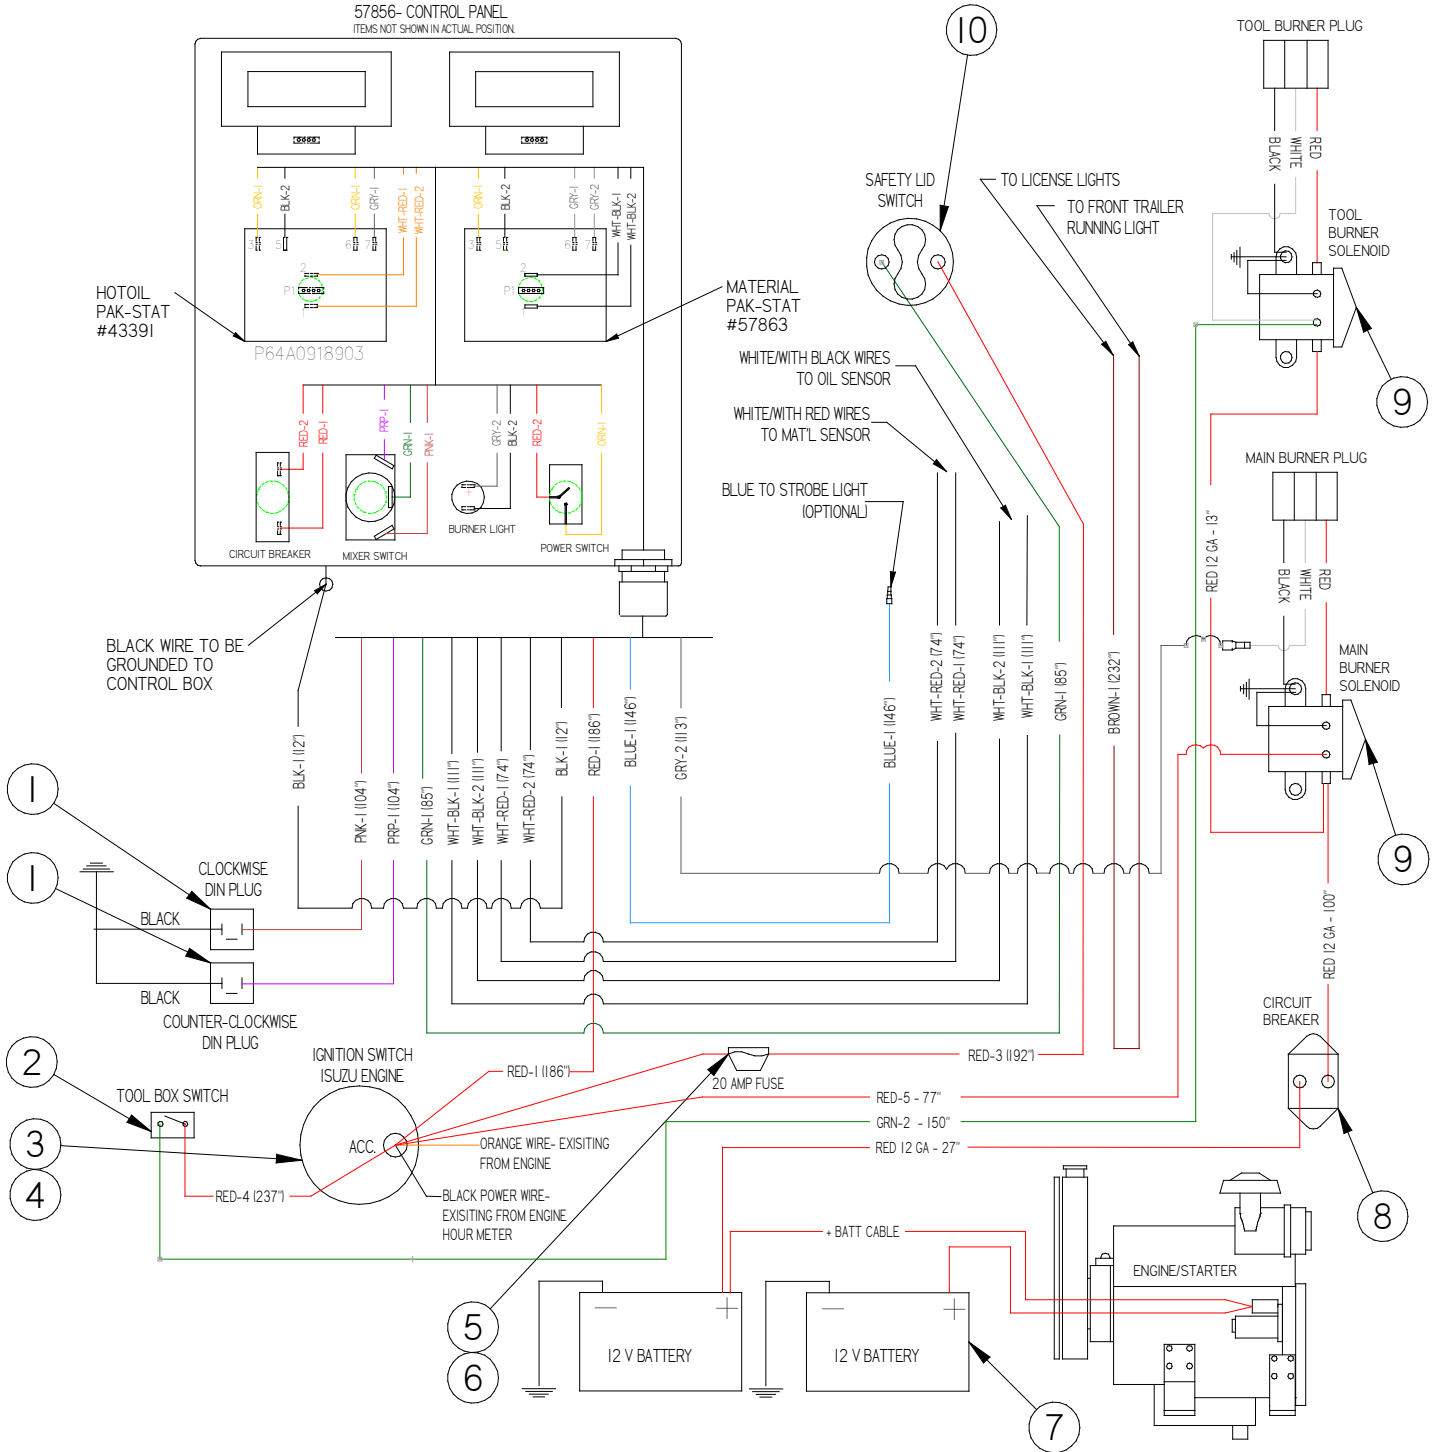 57856- CONTROL PANEL
ITEMS NOT SHOWN IN ACTUAL POSITION.
ORN-1
BLK-2
ORN-1
GRY-1
WHT-RED-1
WHT-RED-2
ORN-1
BLK-2
GRY-1
GRY-2
WHT-BLK-1
WHT-BLK-2
3
5
6
7
2
P1
1
3
5
6
7
2
P1
1
HOTOIL
PAK-STAT
#43391
P64A0918903
MATERIAL
PAK-STAT
#57863
RED-2
RED-1
PRP-1
GRN-1
PNK-1
GRY-2
BLK-2
RED-2
ORN-1
CIRCUIT BREAKER
MIXER SWITCH
BURNER LIGHT
POWER SWITCH
BLACK WIRE TO BE
GROUNDED TO
CONTROL BOX
10
SAFETY LID
SWITCH
TO LICENSE LIGHTS
TO FRONT TRAILER
RUNNING LIGHT
WHITE/WITH BLACK WIRES
TO OIL SENSOR
WHITE/WITH RED WIRES
TO MAT'L SENSOR
BLUE TO STROBE LIGHT
(OPTIONAL)
TOOL BURNER PLUG
BLACK
WHITE
RED
TOOL
BURNER
SOLENOID
9
MAIN BURNER PLUG
RED 12 GA - 13"
BLACK
WHITE
RED
MAIN
BURNER
SOLENOID
9
BLK-1 (12")
PNK-1 (104")
PRP-1 (104")
GRN-1 (85")
WHT-BLK-1 (111")
WHT-BLK-2 (111")
WHT-RED-1 (74")
WHT-RED-2 (74")
BLK-1 (12")
RED-1 (186")
BLUE-1 (146")
GRY-2 (113")
BLUE-1 (146")
WHT-RED-2 (74")
WHT-RED-1 (74")
WHT-BLK-2 (111")
WHT-BLK-1 (111")
GRN-1 (85")
BROWN-1 (232")
RED 12 GA - 100"
1
1
CLOCKWISE
DIN PLUG
BLACK
BLACK
COUNTER-CLOCKWISE
DIN PLUG
2
TOOL BOX SWITCH
3
4
IGNITION SWITCH
ISUZU ENGINE
ACC.
RED-1 (186")
RED-4 (237")
ORANGE WIRE- EXISITING
FROM ENGINE
BLACK POWER WIRE-
EXISITING FROM ENGINE
HOUR METER
20 AMP FUSE
RED-3 (192")
RED-5 - 77"
GRN-2 - 150"
RED 12 GA - 27"
CIRCUIT
BREAKER
8
+ BATT CABLE
ENGINE/STARTER
5
6
12 V BATTERY
12 V BATTERY
7